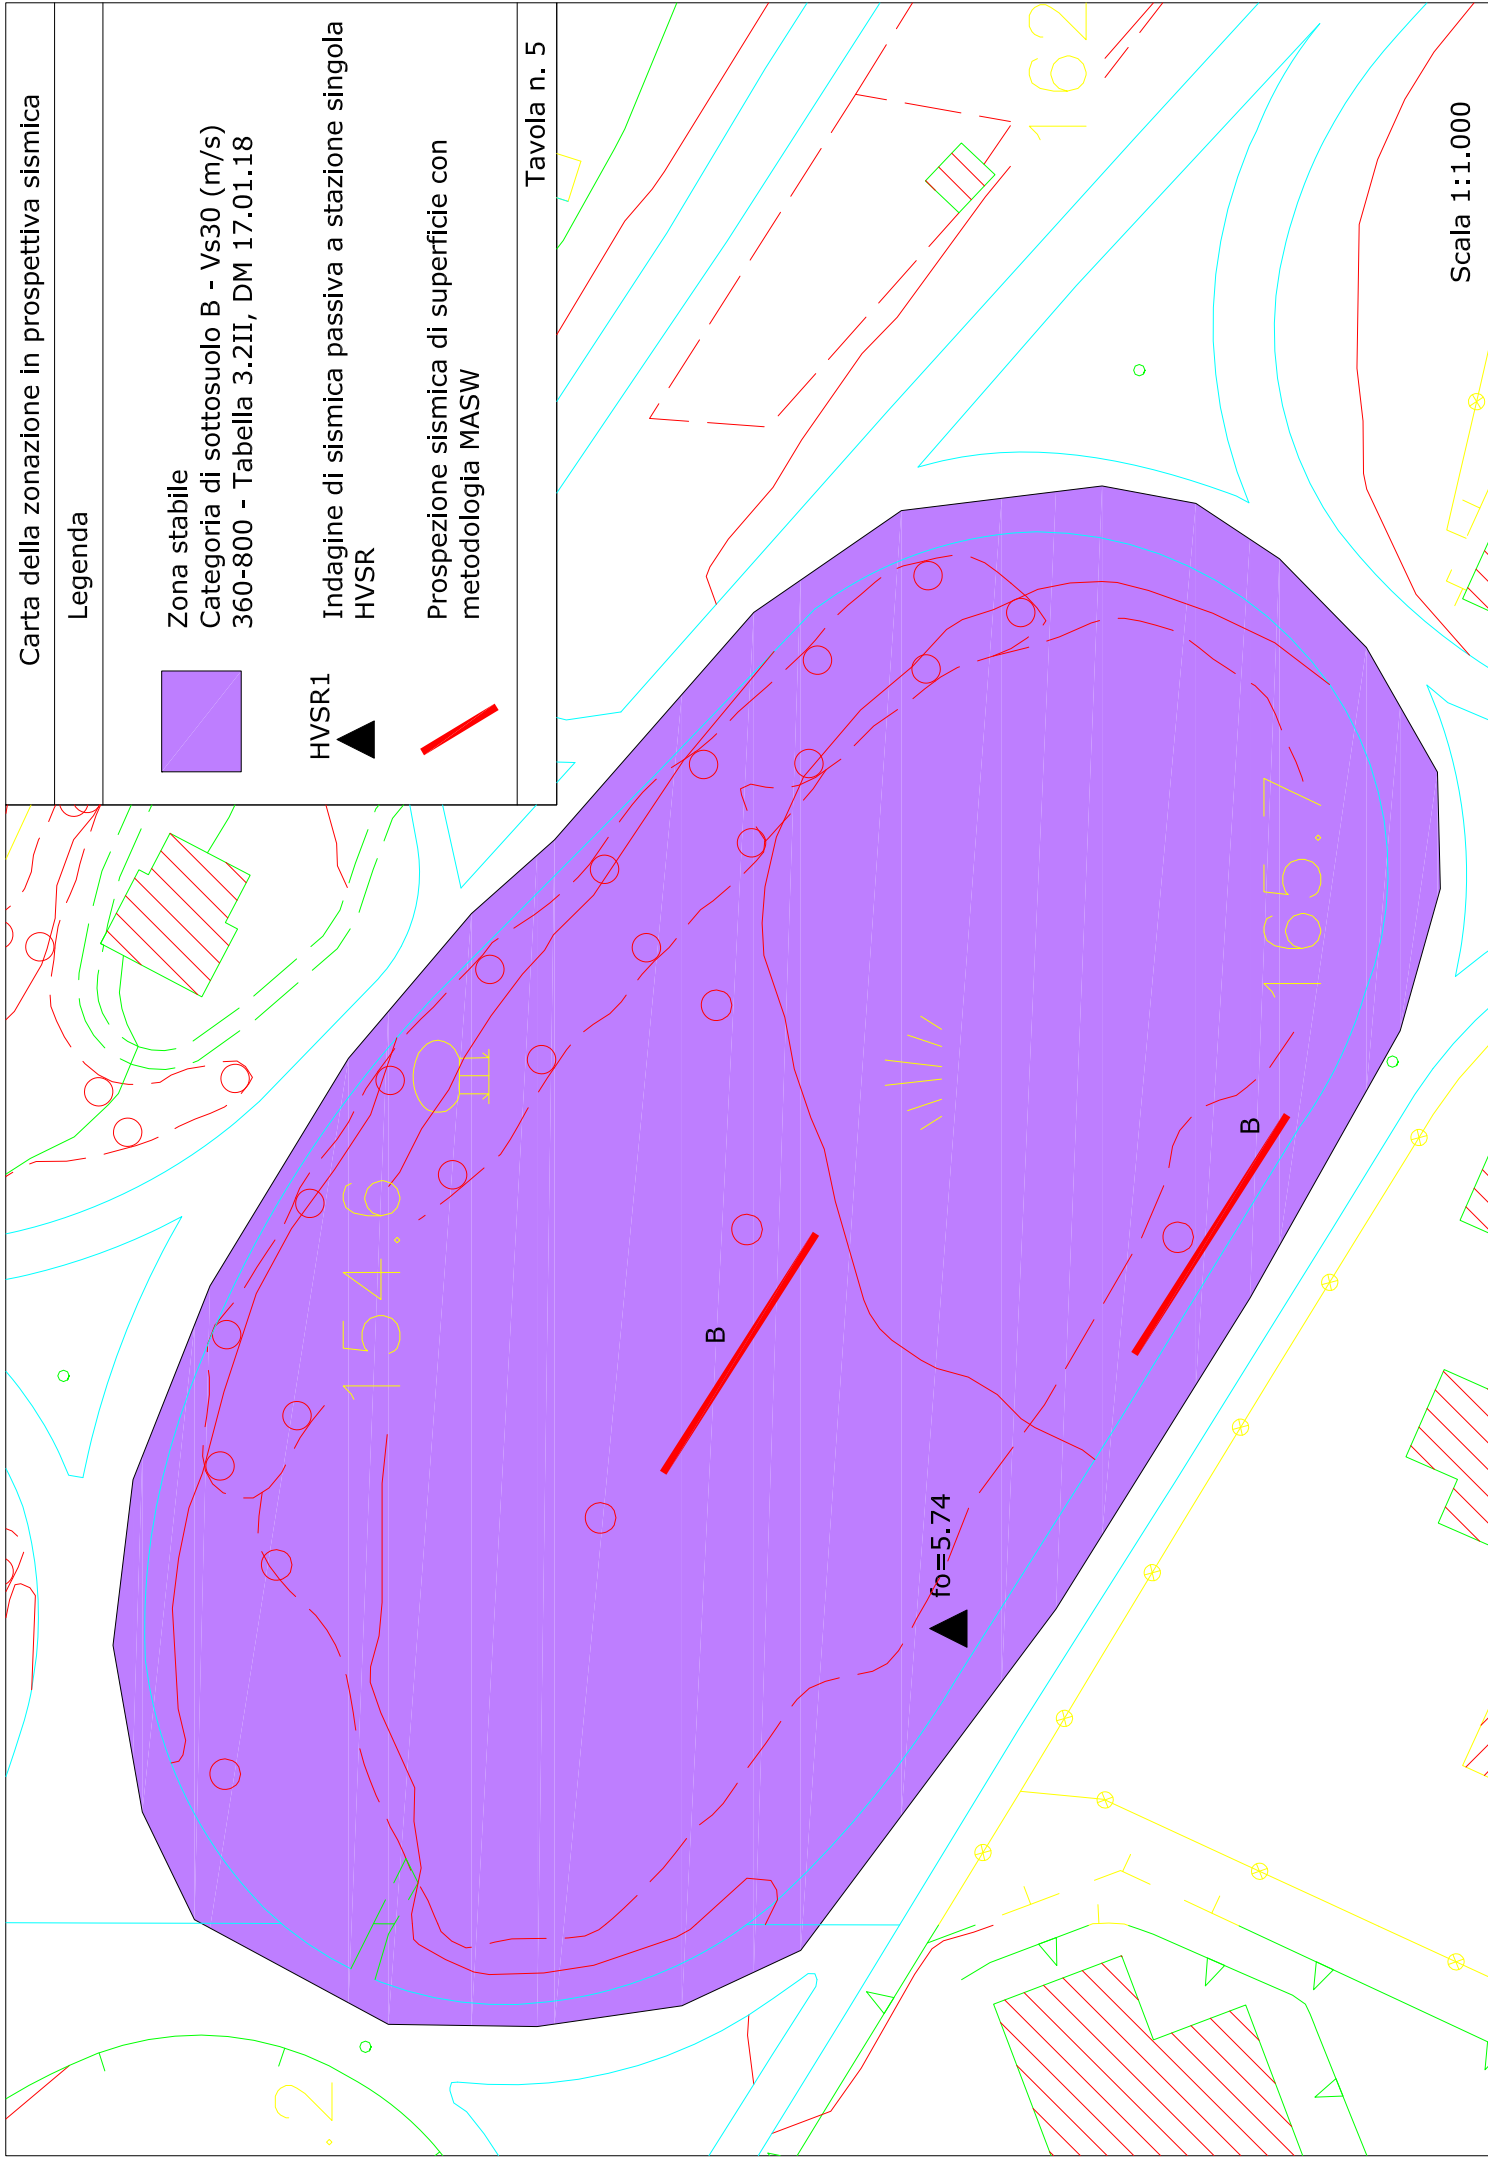 Carta della zonazione in prospettiva sismica
Legenda
Zona stabile
Categoria di sottosuolo B - Vs30 (m/s)
360-800 - Tabella 3.2II, DM 17.01.18
HVSR1
Indagine di sismica passiva a stazione singola
HVSR
Prospezione sismica di superficie con
metodologia MASW
Tavola n. 5
162
154.6
B
fo=5.74
165.7
B
.2
Scala 1:1.000